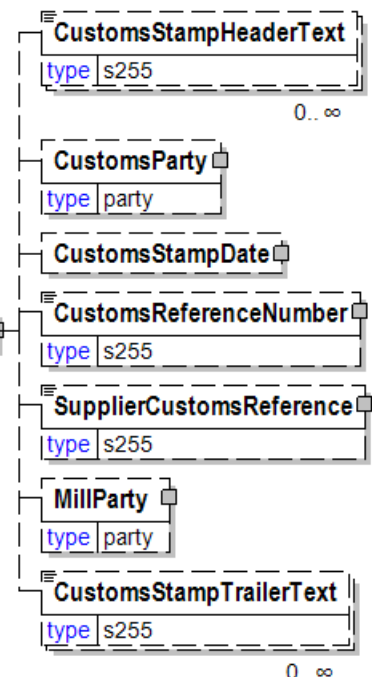 CustomsStampHeaderText
type s255
0.. ∞
CustomsParty
type party
CustomsStampDate
CustomsReferenceNumber
type s255
SupplierCustomsReference
type s255
MillParty
type party
CustomsStampTrailerText
type s255
0.. ∞